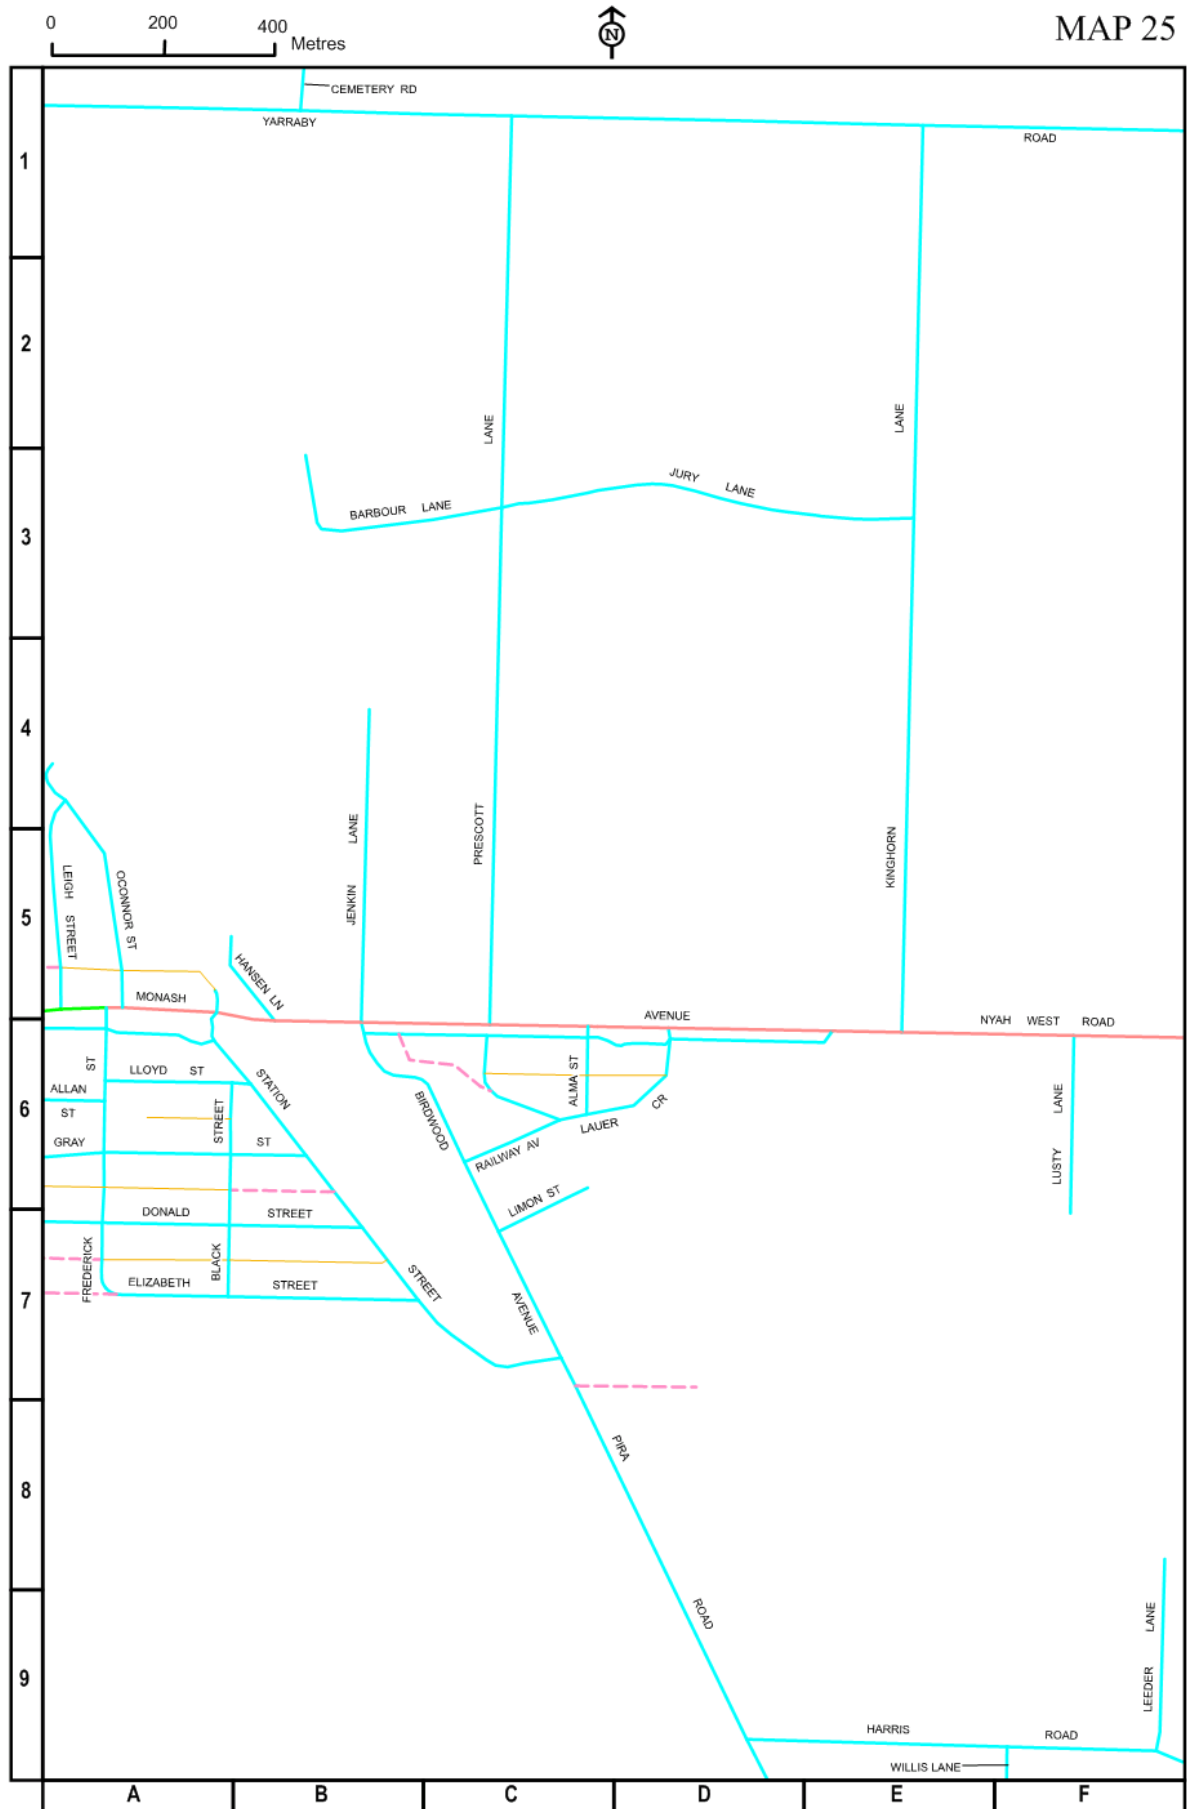 0 200 400 Metres
N
MAP 25
CEMETERY RD
YARRABY ROAD
1
2
LANE
LANE
JURY LANE
BARBOUR LANE
3
4
LANE
PRESCOTT
KINGHORN
JENKIN
LEIGH STREET
OCONNOR ST
5
HANSEN LN
MONASH
AVENUE
NYAH WEST ROAD
ST
LLOYD ST
STATION
ALMA ST
ALLAN
ST
6
STREET
BIRDWOOD
LAUER
CR
LANE
GRAY ST
RAILWAY AV
LUSTY
LIMON ST
DONALD STREET
FREDERICK
BLACK
ELIZABETH STREET
STREET
7
AVENUE
PIRA
8
ROAD
LANE
9
LEEDER
HARRIS ROAD
WILLIS LANE
A B C D E F